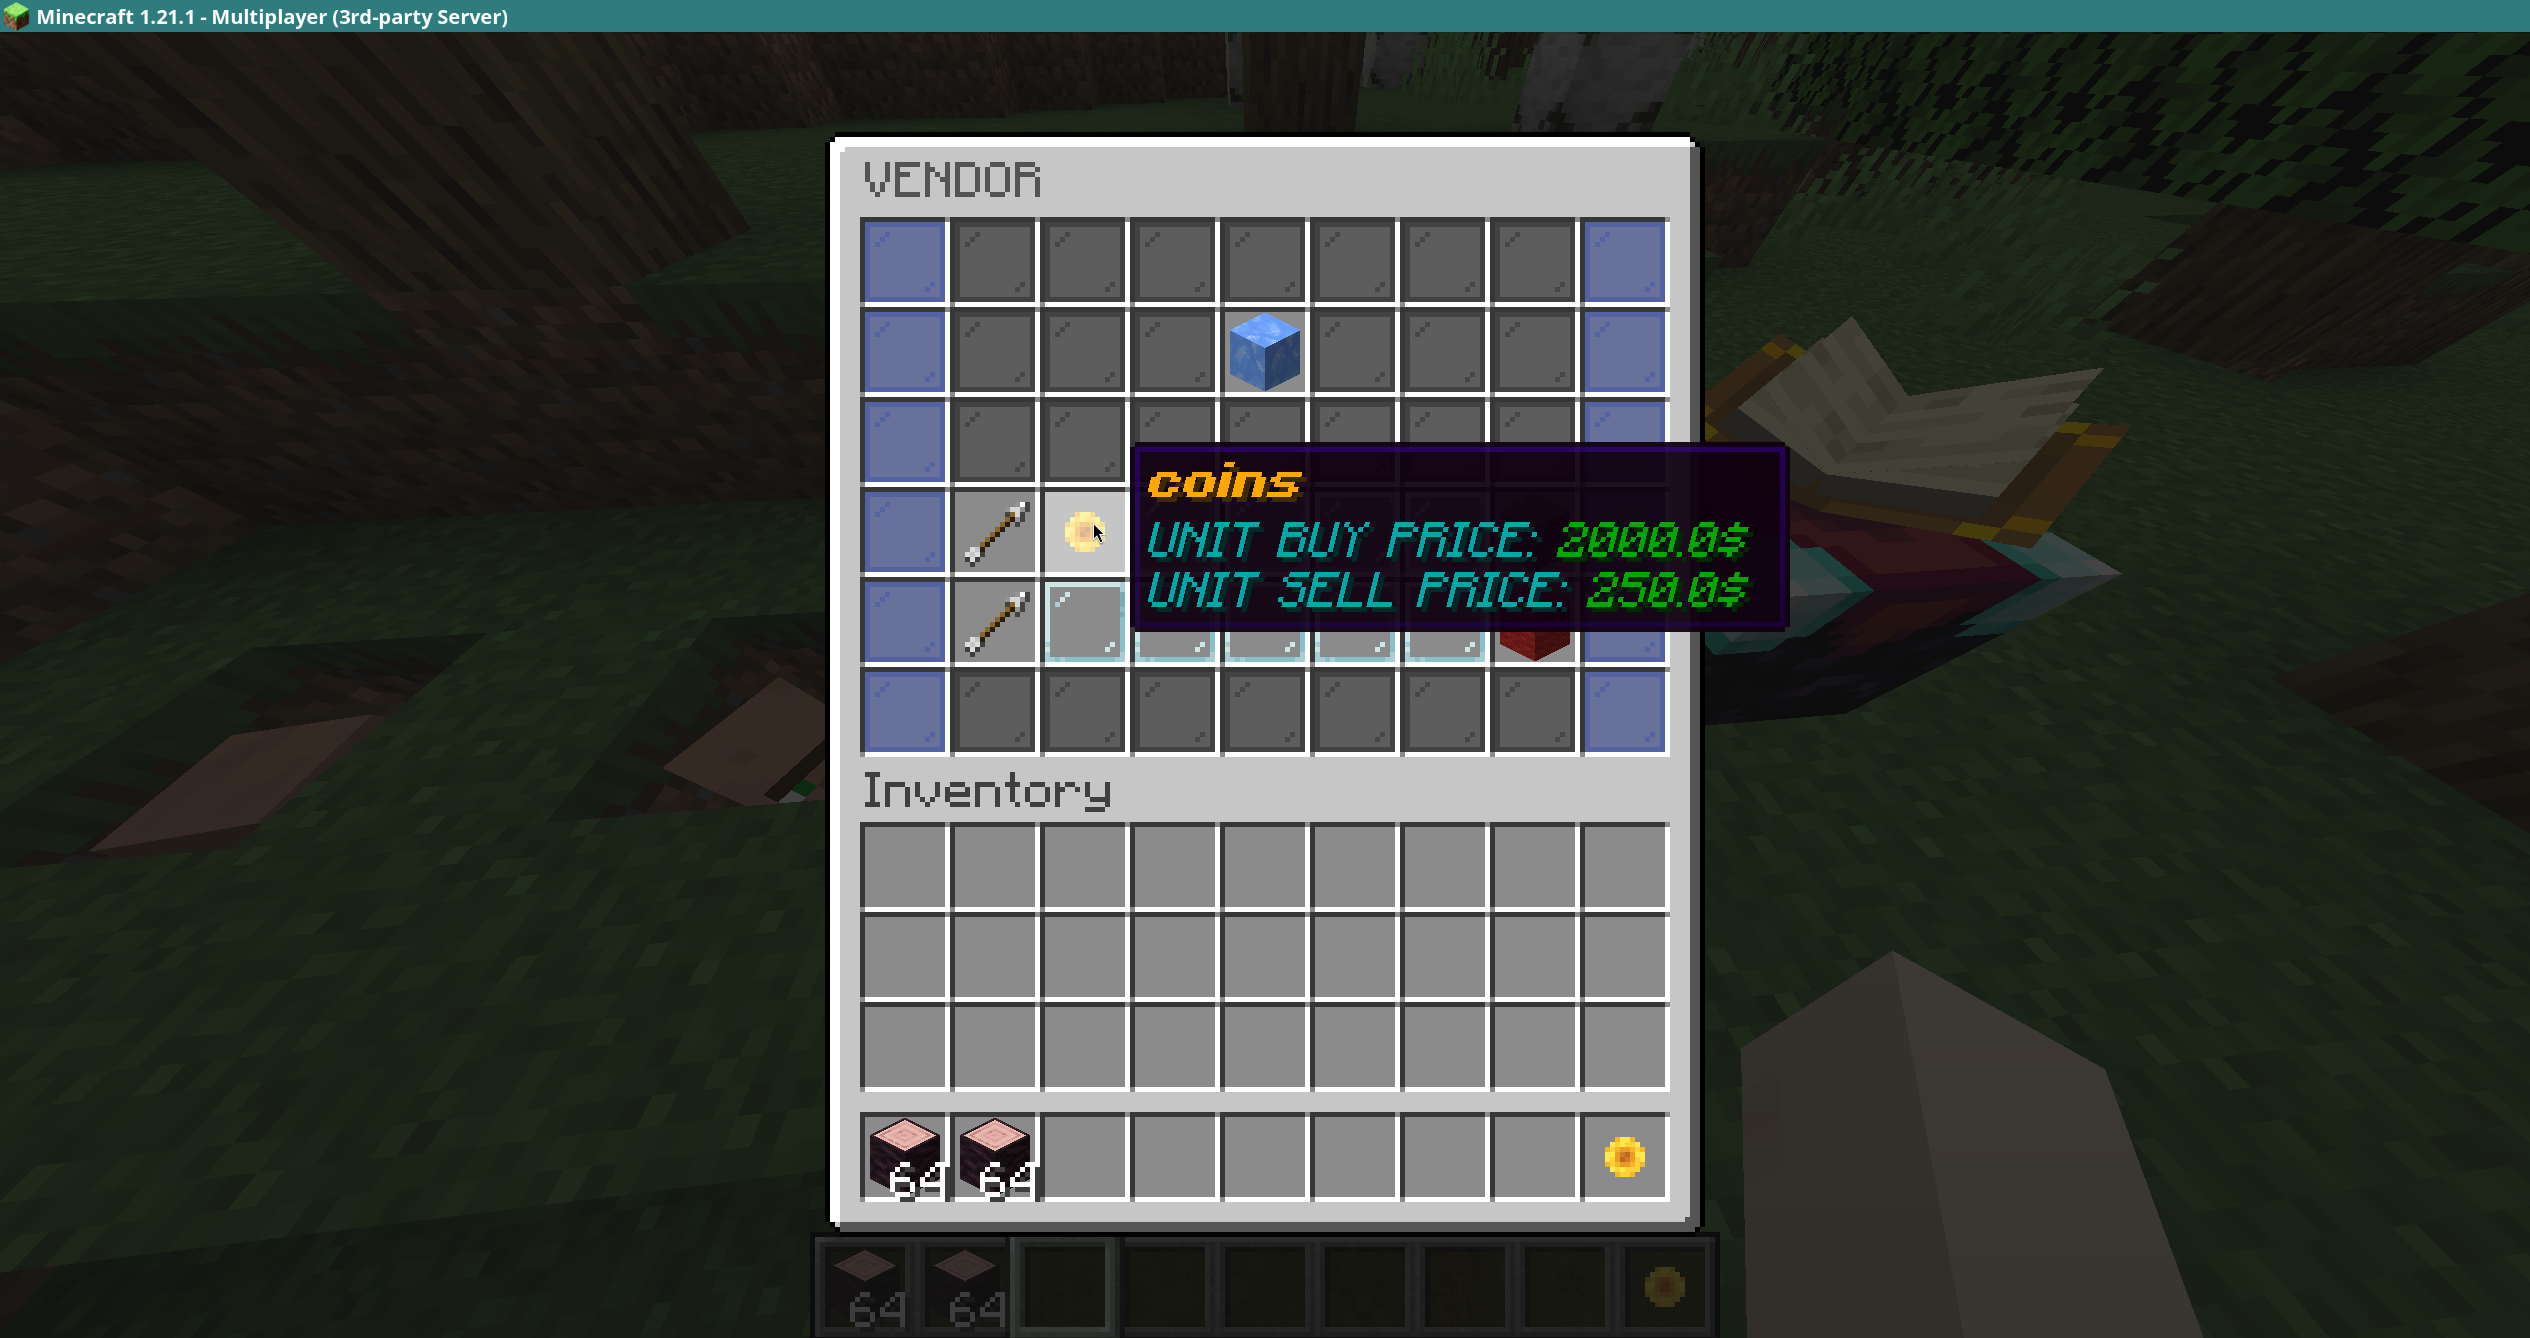 Minecraft 1.21.1 - Multiplayer (3rd-party Server)
VENDOR
coins
UNIT BUY PRICE: 2000.0$
UNIT SELL PRICE: 250.0$
Inventory
64 64
64 64